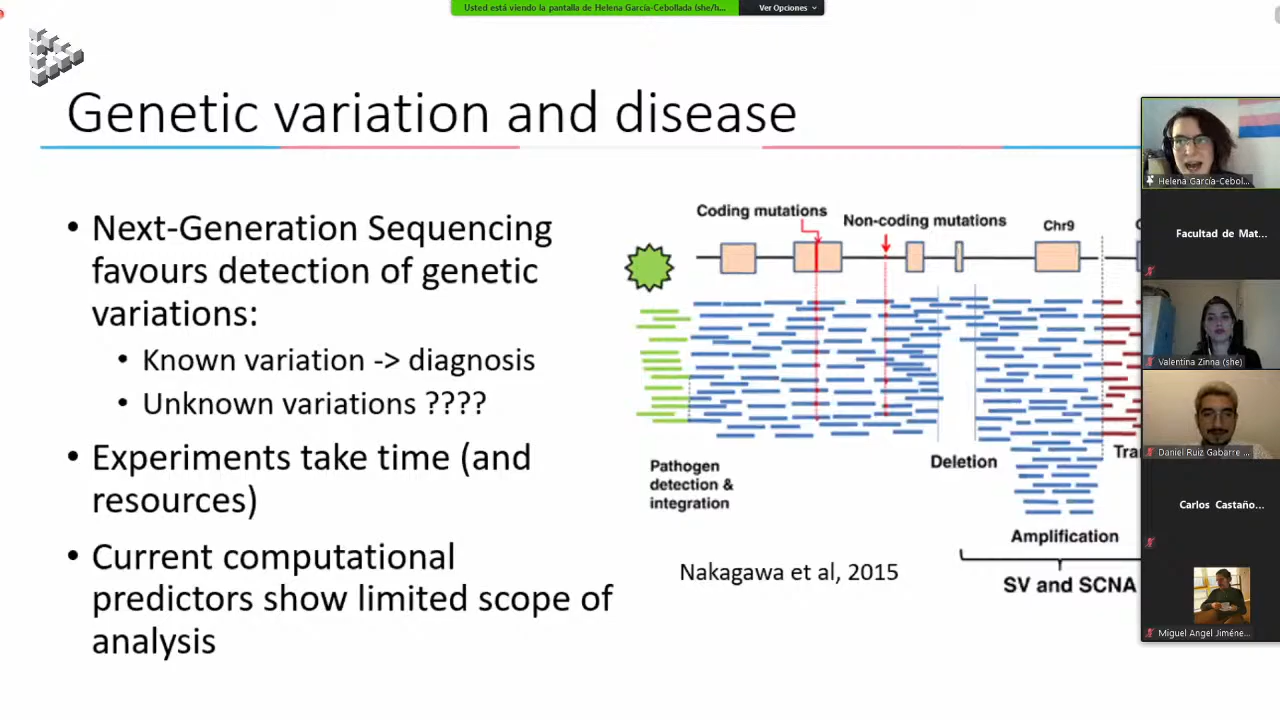 Usted está viendo la pantalla de Helena García-Cebollada (she/h...
Ver Opciones
Genetic variation and disease
• Next-Generation Sequencing
favours detection of genetic
variations:
• Known variation -> diagnosis
• Unknown variations ????
• Experiments take time (and
resources)
• Current computational
predictors show limited scope of
analysis
Coding mutations
Non-coding mutations
Chr9
Pathogen
detection &
integration
Deletion
Tra
Amplification
SV and SCNA
Nakagawa et al, 2015
Helena García-Cebol...
Facultad de Mat...
Valentina Zinna (she)
Daniel Ruiz Gabarre ...
Carlos Castaño...
Miguel Angel Jiméne...